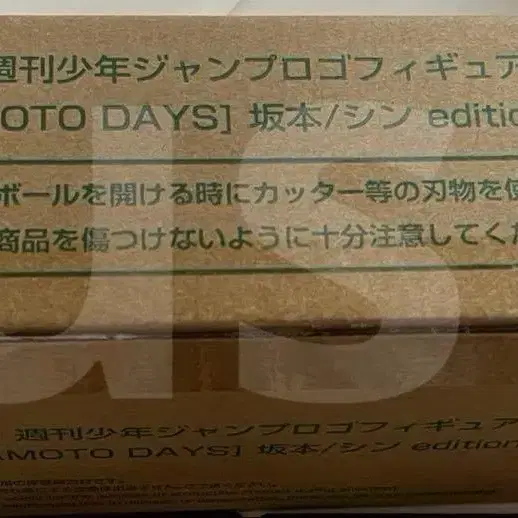 週刊少年ジャンプロゴフィギュア
MOTO DAYS] 坂本/シン editio
ボールを開ける時にカッター等の刃物を使
商品を傷つけないように十分注意してくだ
us
週刊少年ジャンプロゴフィギュア
AMOTO DAYS] 坂本/シン edition